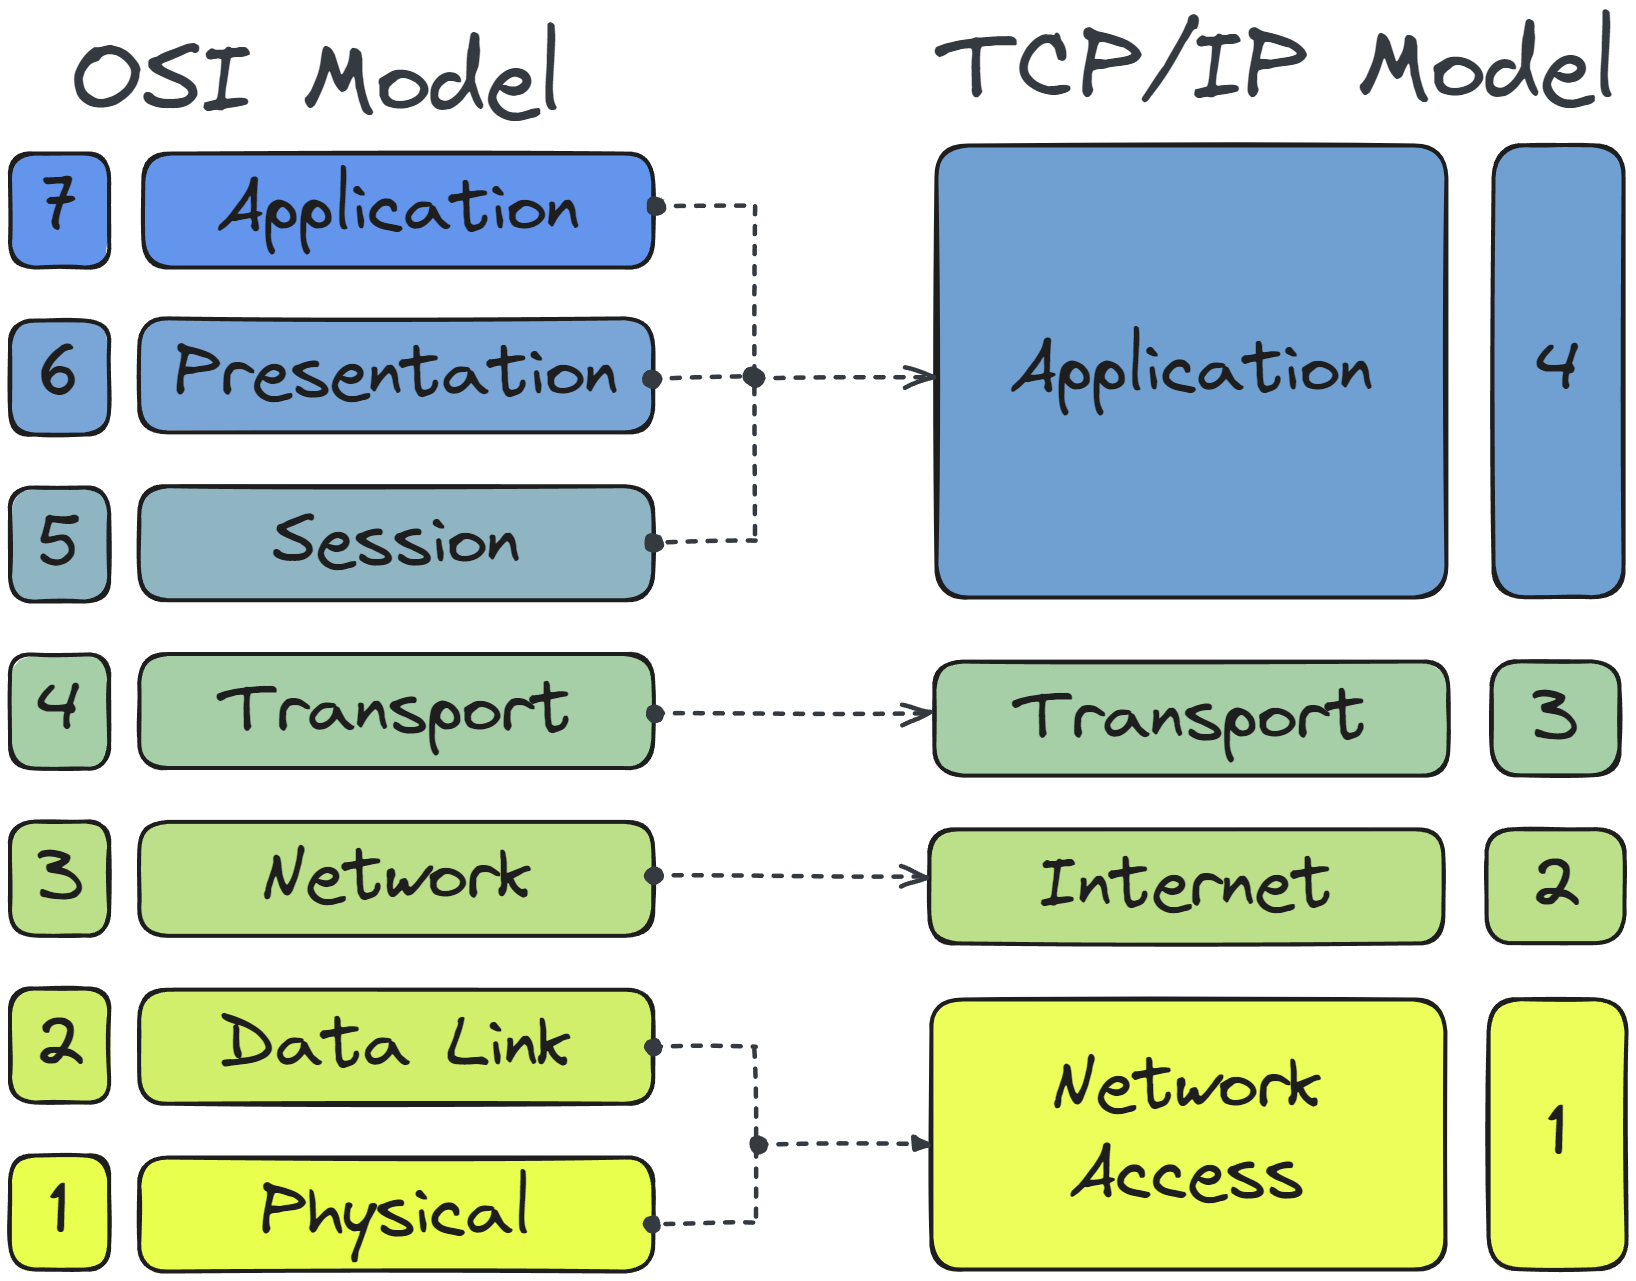 OSI Model
7
Application
6
Presentation
5
Session
4
Transport
3
Network
2
Data Link
1
Physical
TCP/IP Model
Application
4
Transport
3
Internet
2
Network
Access
1